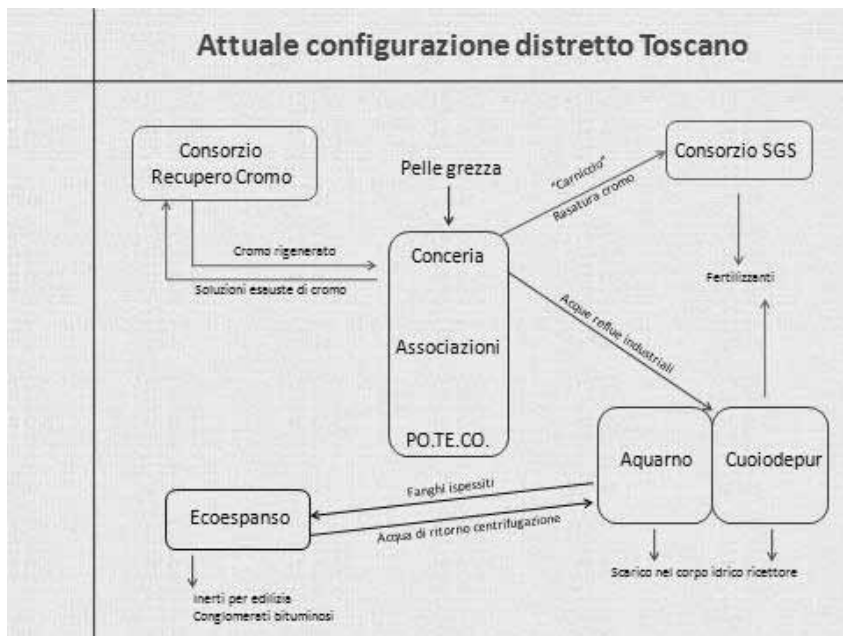 Attuale configurazione distretto Toscano
Consorzio
Recupero Cromo
Pelle grezza
"Carniccio"
Rasatura cromo
Consorzio SGS
Cromo rigenerato
Soluzioni esauste di cromo
Conceria
Associazioni
PO.TE.CO.
Fertilizzanti
Acque reflue industriali
Aquarno
Cuoiodepur
Fanghi ispessiti
Ecoespanso
Acqua di ritorno centrifugazione
Scarico nel corpo idrico ricettore
Inerti per edilizia
Conglomerati bituminosi